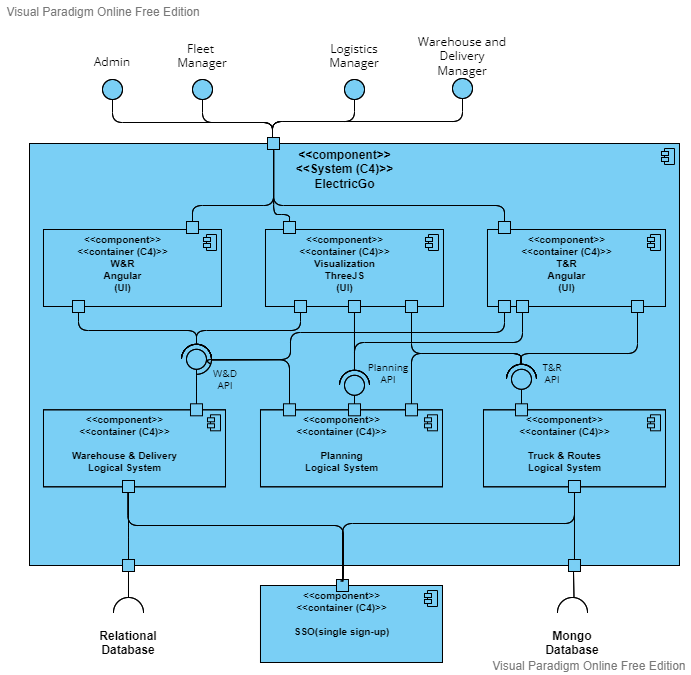 Visual Paradigm Online Free Edition
Admin
Fleet
Manager
Logistics
Manager
Warehouse and
Delivery
Manager
<<component>>
<<System (C4)>>
ElectricGo
<<component>>
<<container (C4)>>
W&R
Angular
(UI)
<<component>>
<<container (C4)>>
Visualization
ThreeJS
(UI)
<<component>>
<<container (C4)>>
T&R
Angular
(UI)
W&D
API
Planning
API
T&R
API
<<component>>
<<container (C4)>>
Warehouse & Delivery
Logical System
<<component>>
<<container (C4)>>
Planning
Logical System
<<component>>
<<container (C4)>>
Truck & Routes
Logical System
<<component>>
<<container (C4)>>
SSO(single sign-up)
Relational
Database
Mongo
Database
Visual Paradigm Online Free Edition